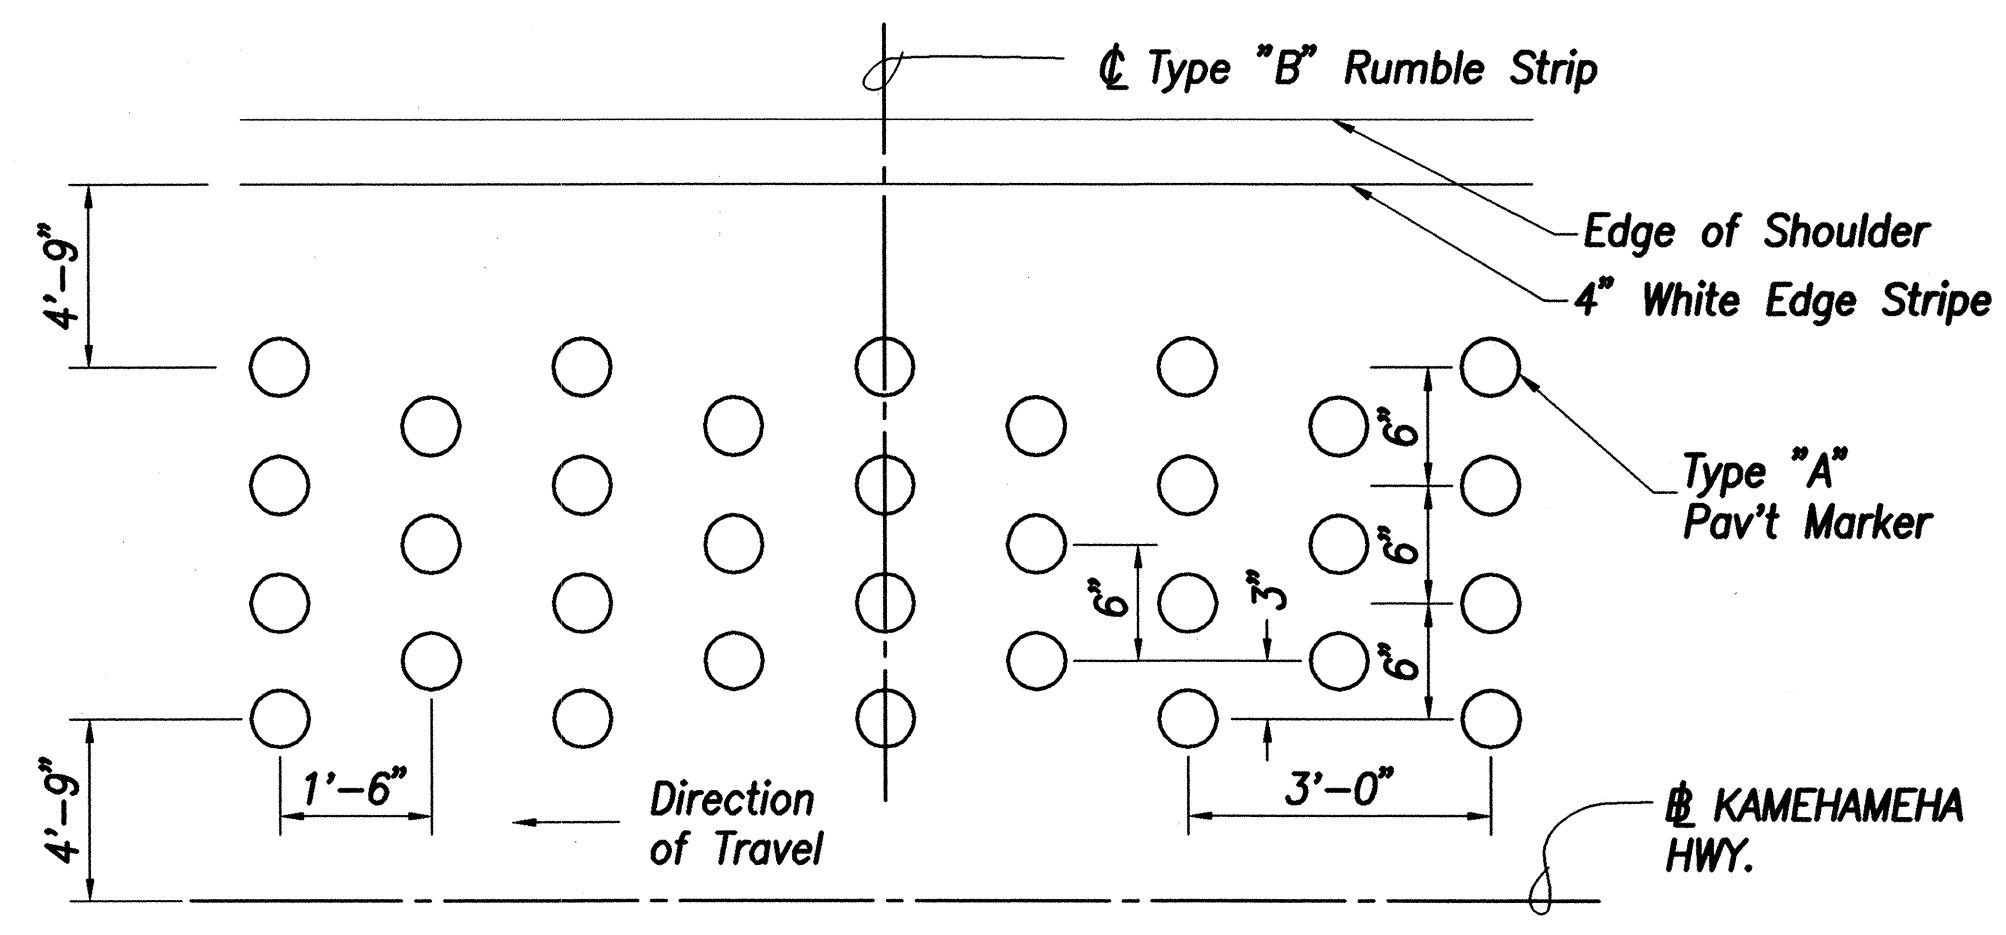 ℄ Type "B" Rumble Strip
Edge of Shoulder
4" White Edge Stripe
4'-9"
6"
Type "A"
Pav't Marker
6"
6"
3"
6"
4'-9"
1'-6"
Direction
of Travel
3'-0"
BL KAMEHAMEHA
HWY.